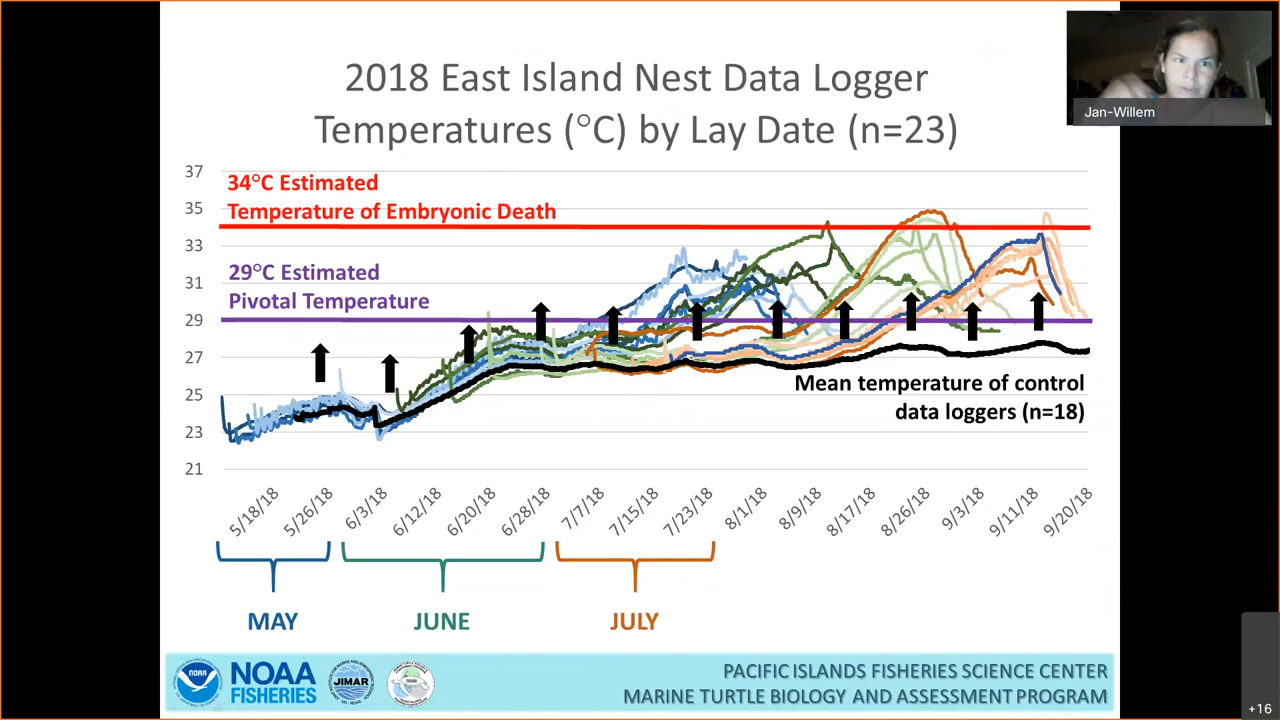 2018 East Island Nest Data Logger
Temperatures (°C) by Lay Date (n=23)
Jan-Willem
37
35
33
31
29
27
25
23
21
34°C Estimated
Temperature of Embryonic Death
29°C Estimated
Pivotal Temperature
Mean temperature of control
data loggers (n=18)
5/18/18
5/26/18
6/3/18
6/12/18
6/20/18
6/28/18
7/7/18
7/15/18
7/23/18
8/1/18
8/9/18
8/17/18
8/26/18
9/3/18
9/11/18
9/20/18
MAY
JUNE
JULY
NOAA
NOAA
FISHERIES
JIMAR
PACIFIC ISLANDS FISHERIES SCIENCE CENTER
MARINE TURTLE BIOLOGY AND ASSESSMENT PROGRAM
+16